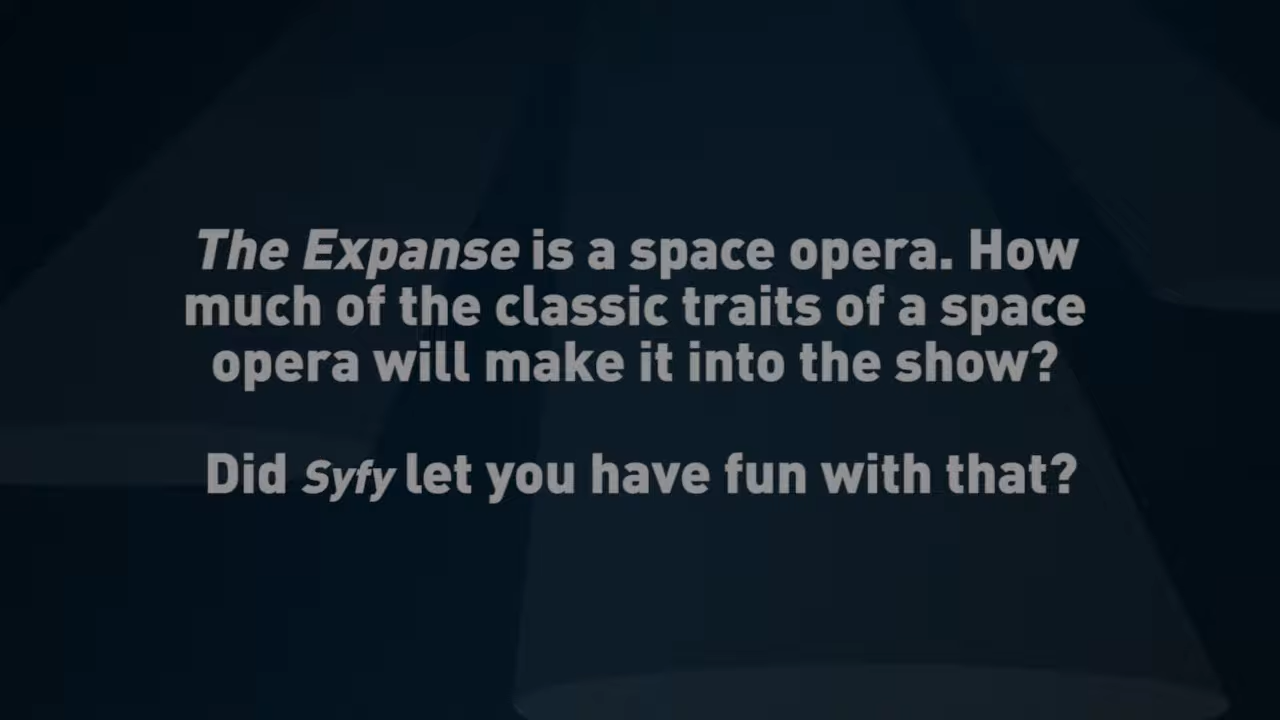 The Expanse is a space opera. How
much of the classic traits of a space
opera will make it into the show?
Did Syfy let you have fun with that?